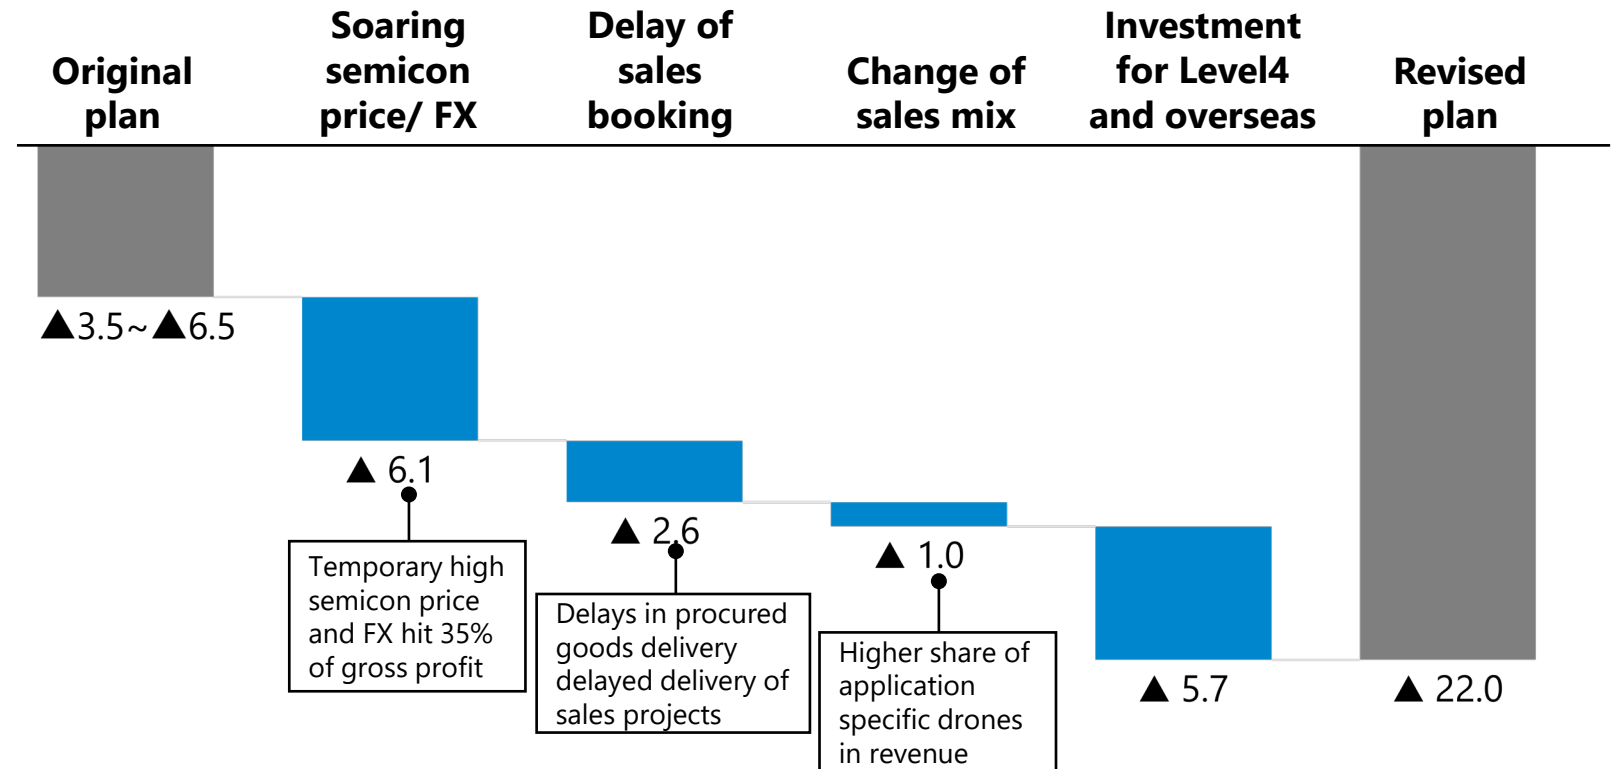 Original
plan
Soaring
semicon
price/ FX
Delay of
sales
booking
Change of
sales mix
Investment
for Level4
and overseas
Revised
plan
▲3.5~▲6.5
▲ 6.1
Temporary high
semicon price
and FX hit 35%
of gross profit
▲ 2.6
Delays in procured
goods delivery
delayed delivery of
sales projects
▲ 1.0
Higher share of
application
specific drones
in revenue
▲ 5.7
▲ 22.0